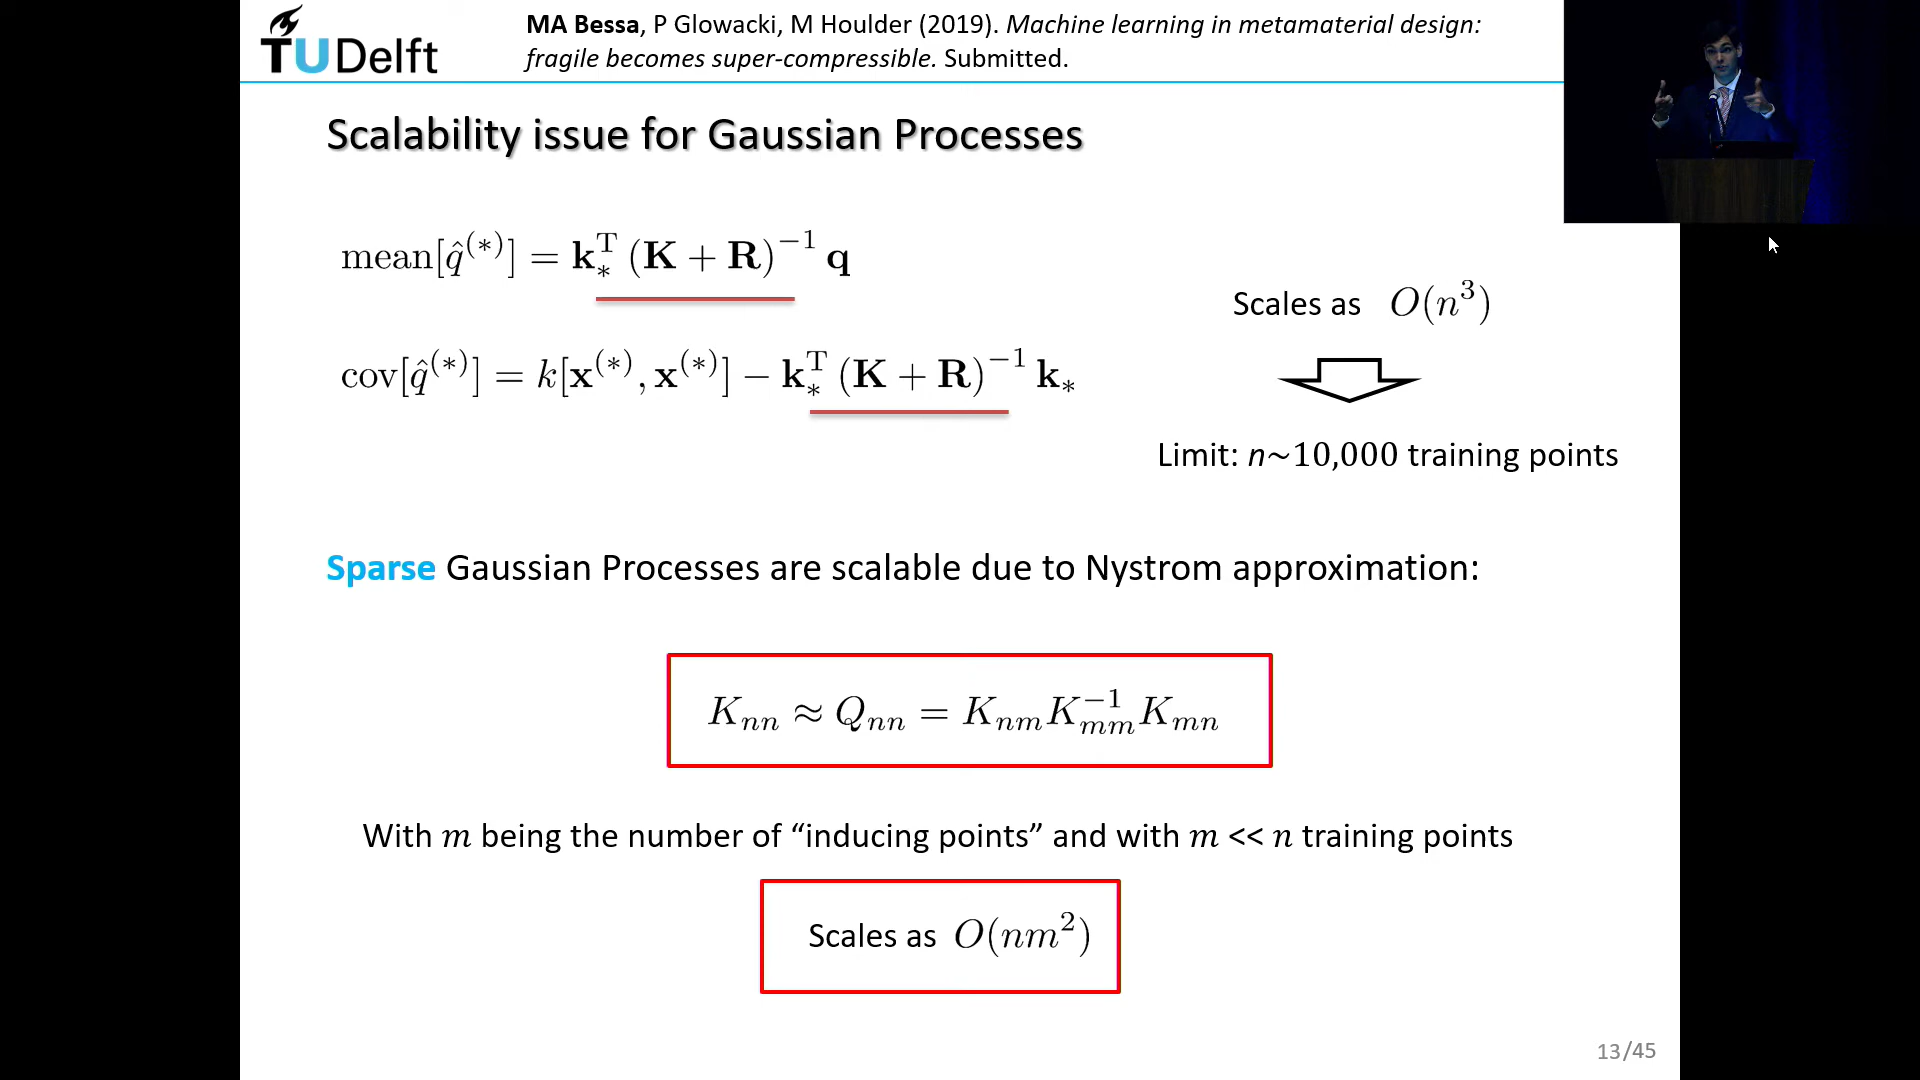 TU Delft
MA Bessa, P Glowacki, M Houlder (2019). Machine learning in metamaterial design:
fragile becomes super-compressible. Submitted.
Scalability issue for Gaussian Processes
mean[q̂^(*)] = k_*^T (K + R)^−1 q
Scales as O(n^3)
cov[q̂^(*)] = k[x^(*), x^(*)] − k_*^T (K + R)^−1 k_*
Limit: n~10,000 training points
Sparse Gaussian Processes are scalable due to Nystrom approximation:
K_nn ≈ Q_nn = K_nm K_mm^−1 K_mn
With m being the number of “inducing points” and with m << n training points
Scales as O(nm^2)
13/45